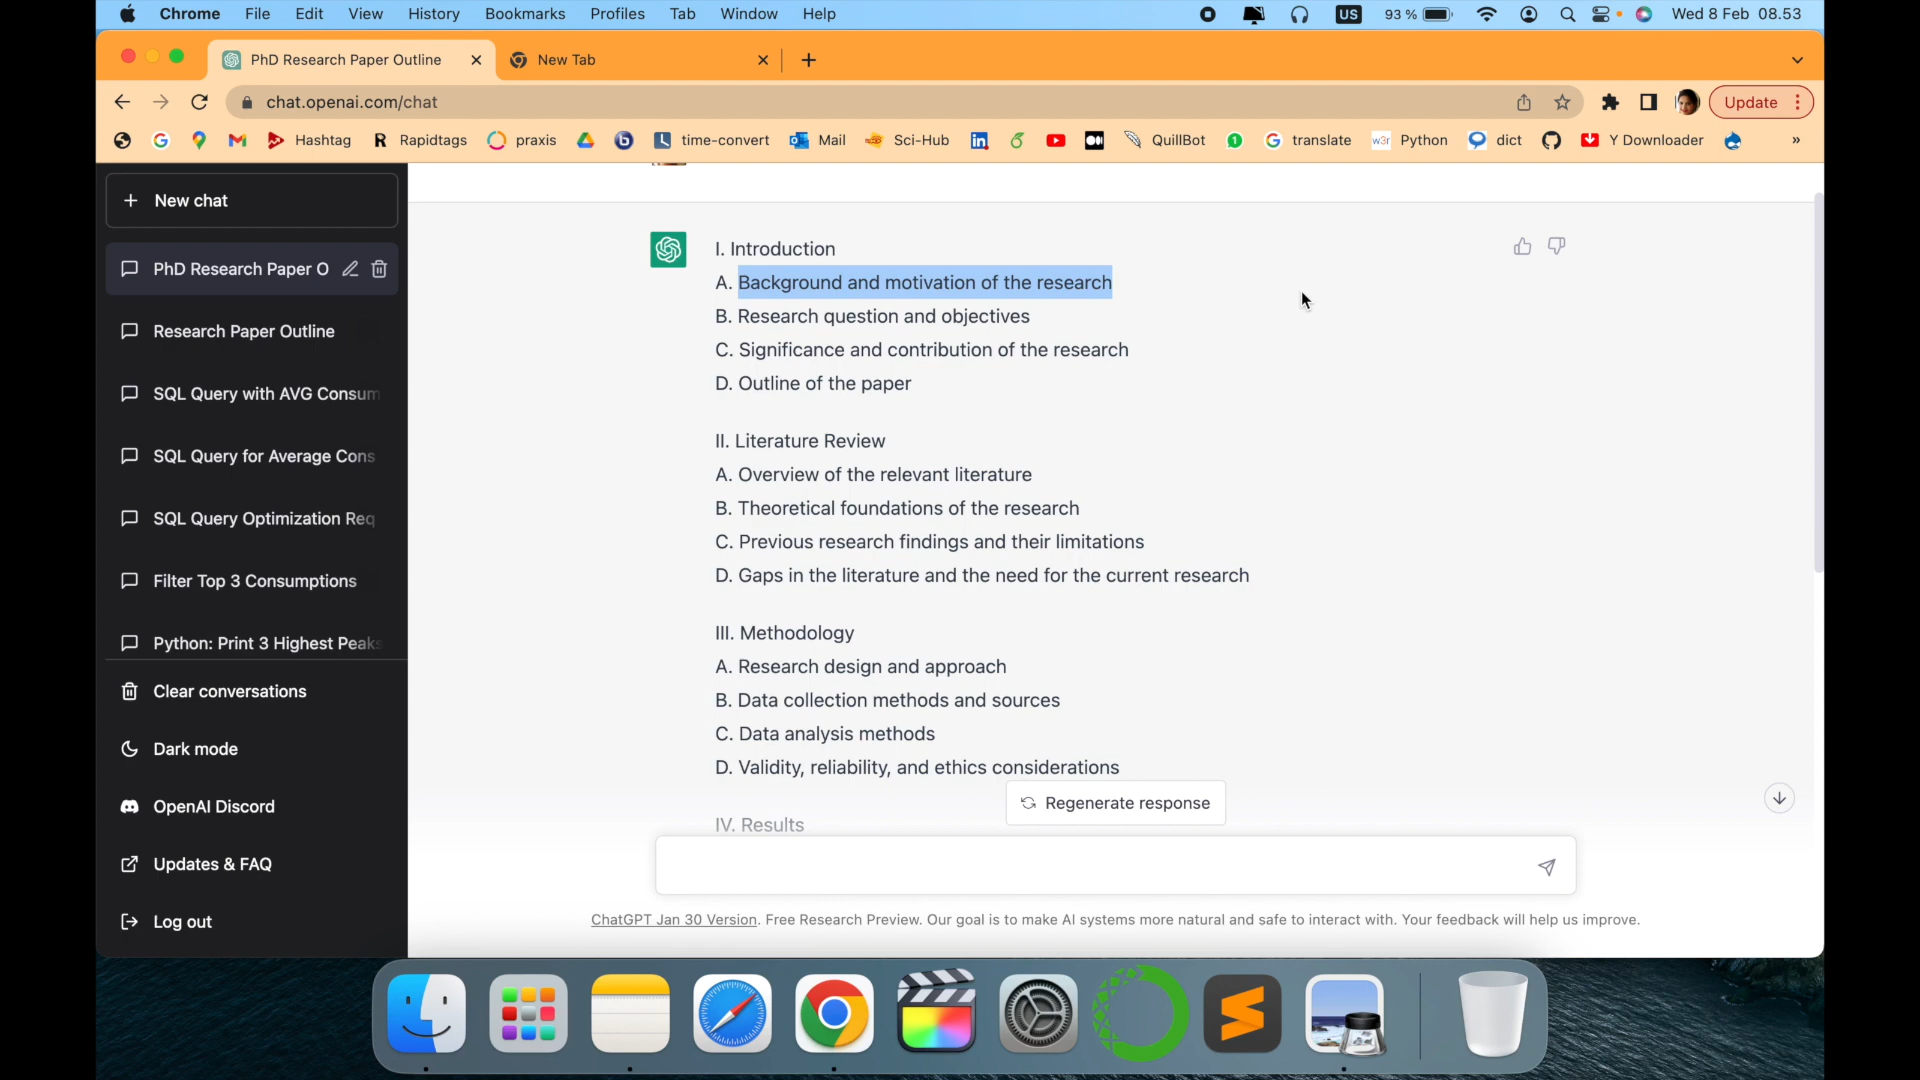 Chrome File Edit View History Bookmarks Profiles Tab Window Help US 93 % Wed 8 Feb 08.53
PhD Research Paper Outline New Tab
chat.openai.com/chat Update
Hashtag Rapidtags praxis time-convert Mail Sci-Hub QuillBot translate w3r Python dict Y Downloader »
New chat
PhD Research Paper O
Research Paper Outline
SQL Query with AVG Consum
SQL Query for Average Cons
SQL Query Optimization Req
Filter Top 3 Consumptions
Python: Print 3 Highest Peaks
Clear conversations
Dark mode
OpenAI Discord
Updates & FAQ
Log out
I. Introduction
A. Background and motivation of the research
B. Research question and objectives
C. Significance and contribution of the research
D. Outline of the paper
II. Literature Review
A. Overview of the relevant literature
B. Theoretical foundations of the research
C. Previous research findings and their limitations
D. Gaps in the literature and the need for the current research
III. Methodology
A. Research design and approach
B. Data collection methods and sources
C. Data analysis methods
D. Validity, reliability, and ethics considerations
IV. Results
Regenerate response
ChatGPT Jan 30 Version. Free Research Preview. Our goal is to make AI systems more natural and safe to interact with. Your feedback will help us improve.